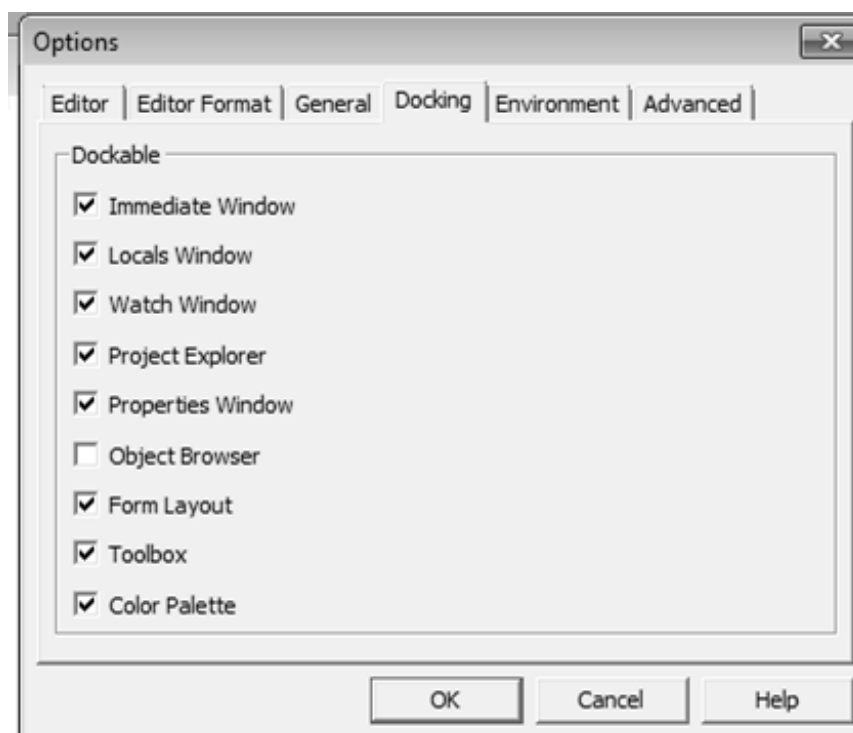 Options
Editor Editor Format General Docking Environment Advanced
Dockable
Immediate Window
Locals Window
Watch Window
Project Explorer
Properties Window
Object Browser
Form Layout
Toolbox
Color Palette
OK Cancel Help